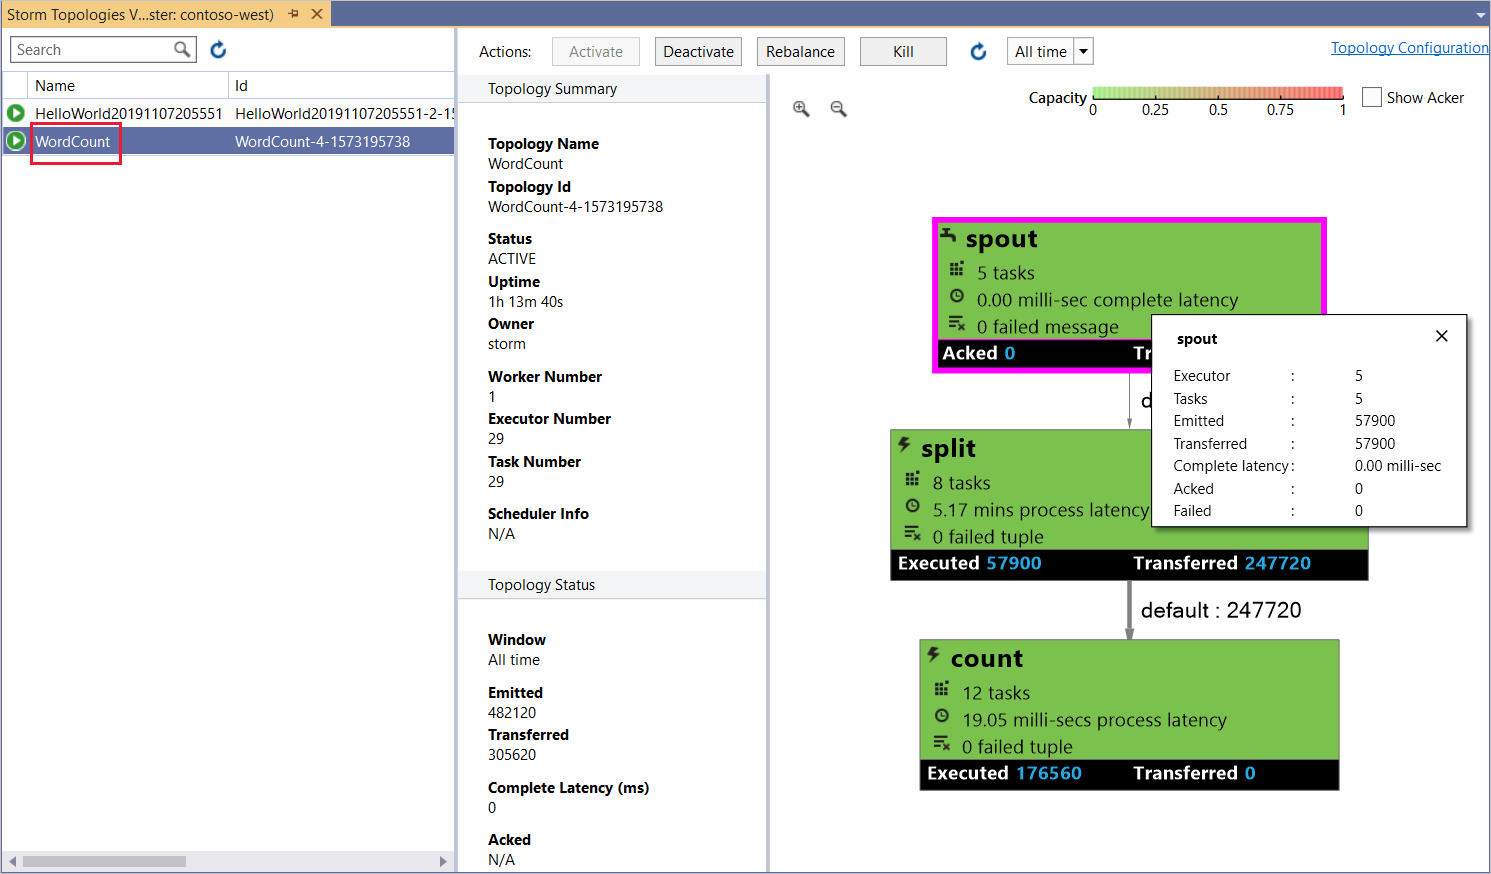 Storm Topologies V...ster: contoso-west)
Search
Name Id
HelloWorld20191107205551 HelloWorld20191107205551-2-15
WordCount WordCount-4-1573195738
Actions: Activate Deactivate Rebalance Kill All time
Topology Configuration
Topology Summary
Topology Name
WordCount
Topology Id
WordCount-4-1573195738
Status
ACTIVE
Uptime
1h 13m 40s
Owner
storm
Worker Number
1
Executor Number
29
Task Number
29
Scheduler Info
N/A
Topology Status
Window
All time
Emitted
482120
Transferred
305620
Complete Latency (ms)
0
Acked
N/A
Capacity
0 0.25 0.5 0.75 1
Show Acker
spout
5 tasks
0.00 milli-sec complete latency
0 failed message
Acked 0 Tr
d
spout
Executor : 5
Tasks : 5
Emitted : 57900
Transferred : 57900
Complete latency : 0.00 milli-sec
Acked : 0
Failed : 0
split
8 tasks
5.17 mins process latency
0 failed tuple
Executed 57900 Transferred 247720
default : 247720
count
12 tasks
19.05 milli-secs process latency
0 failed tuple
Executed 176560 Transferred 0